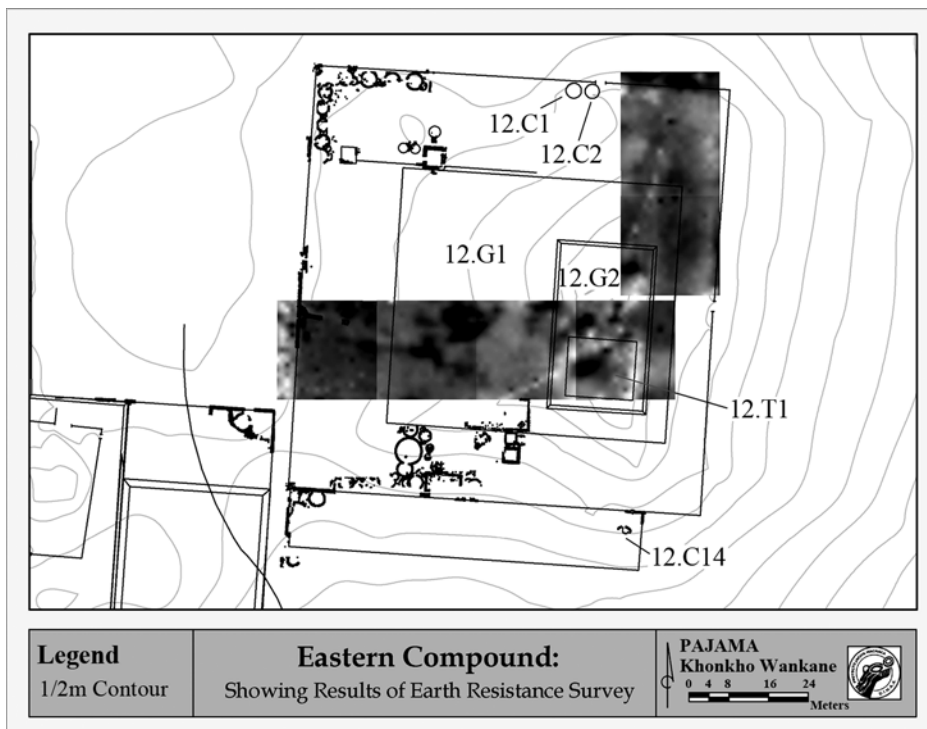 12.C1
12.C2
12.G1
12.G2
12.T1
12.C14
Legend
1/2m Contour
Eastern Compound:
Showing Results of Earth Resistance Survey
PAJAMA
Khonkho Wankane
0 4 8 16 24
Meters